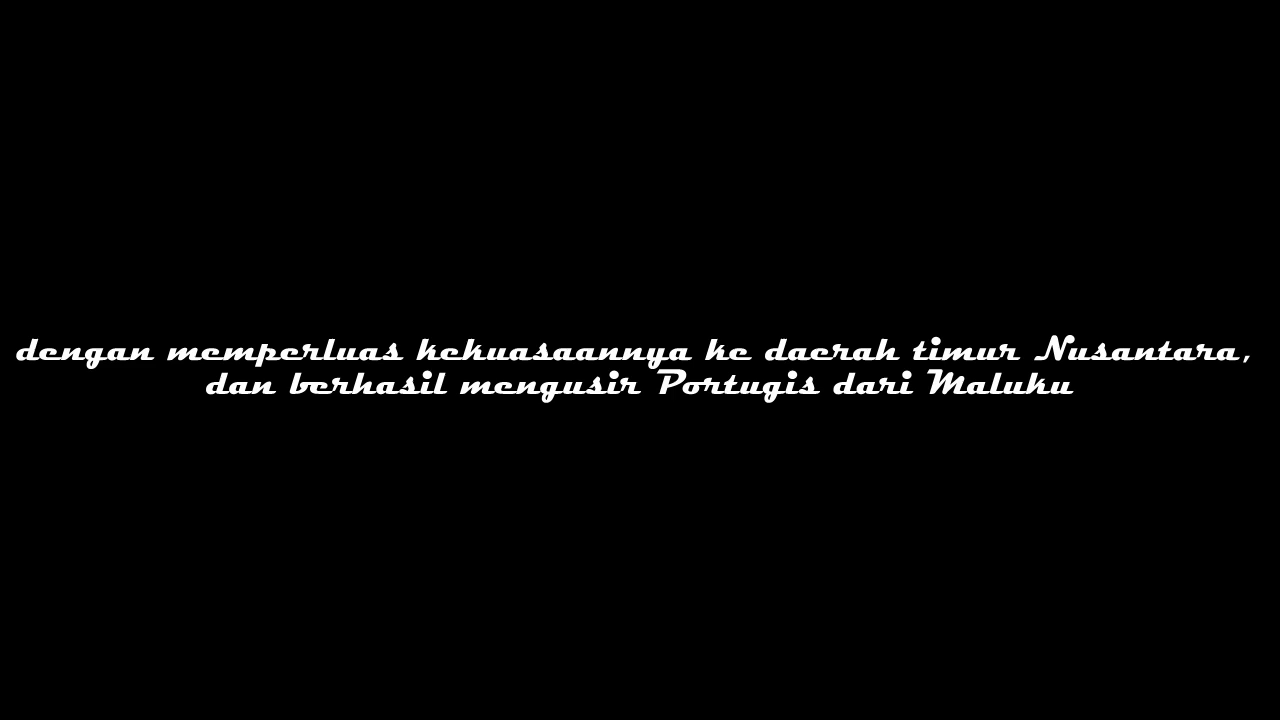 dengan memperluas kekuasaannya ke daerah timur Nusantara,
dan berhasil mengusir Portugis dari Maluku